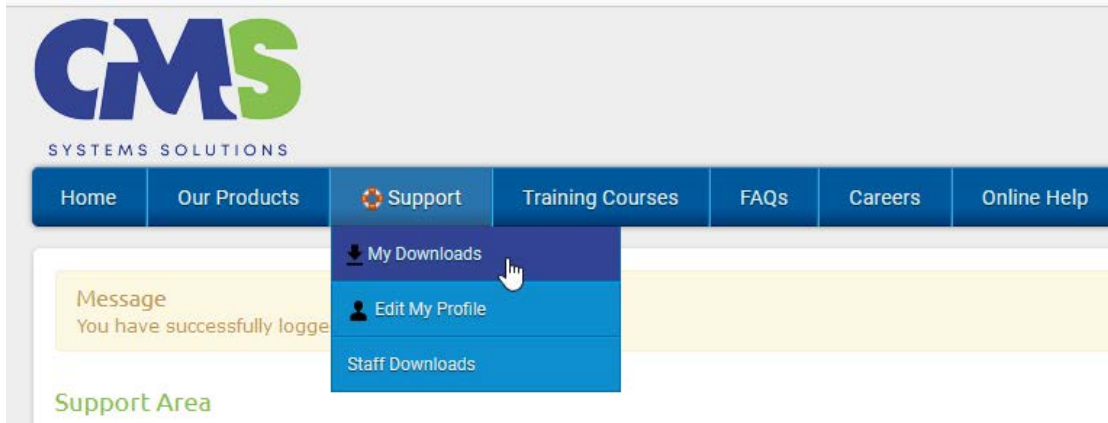 CMS
SYSTEMS SOLUTIONS
Home Our Products Support Training Courses FAQs Careers Online Help
My Downloads
Edit My Profile
Staff Downloads
Message
You have successfully logge
Support Area